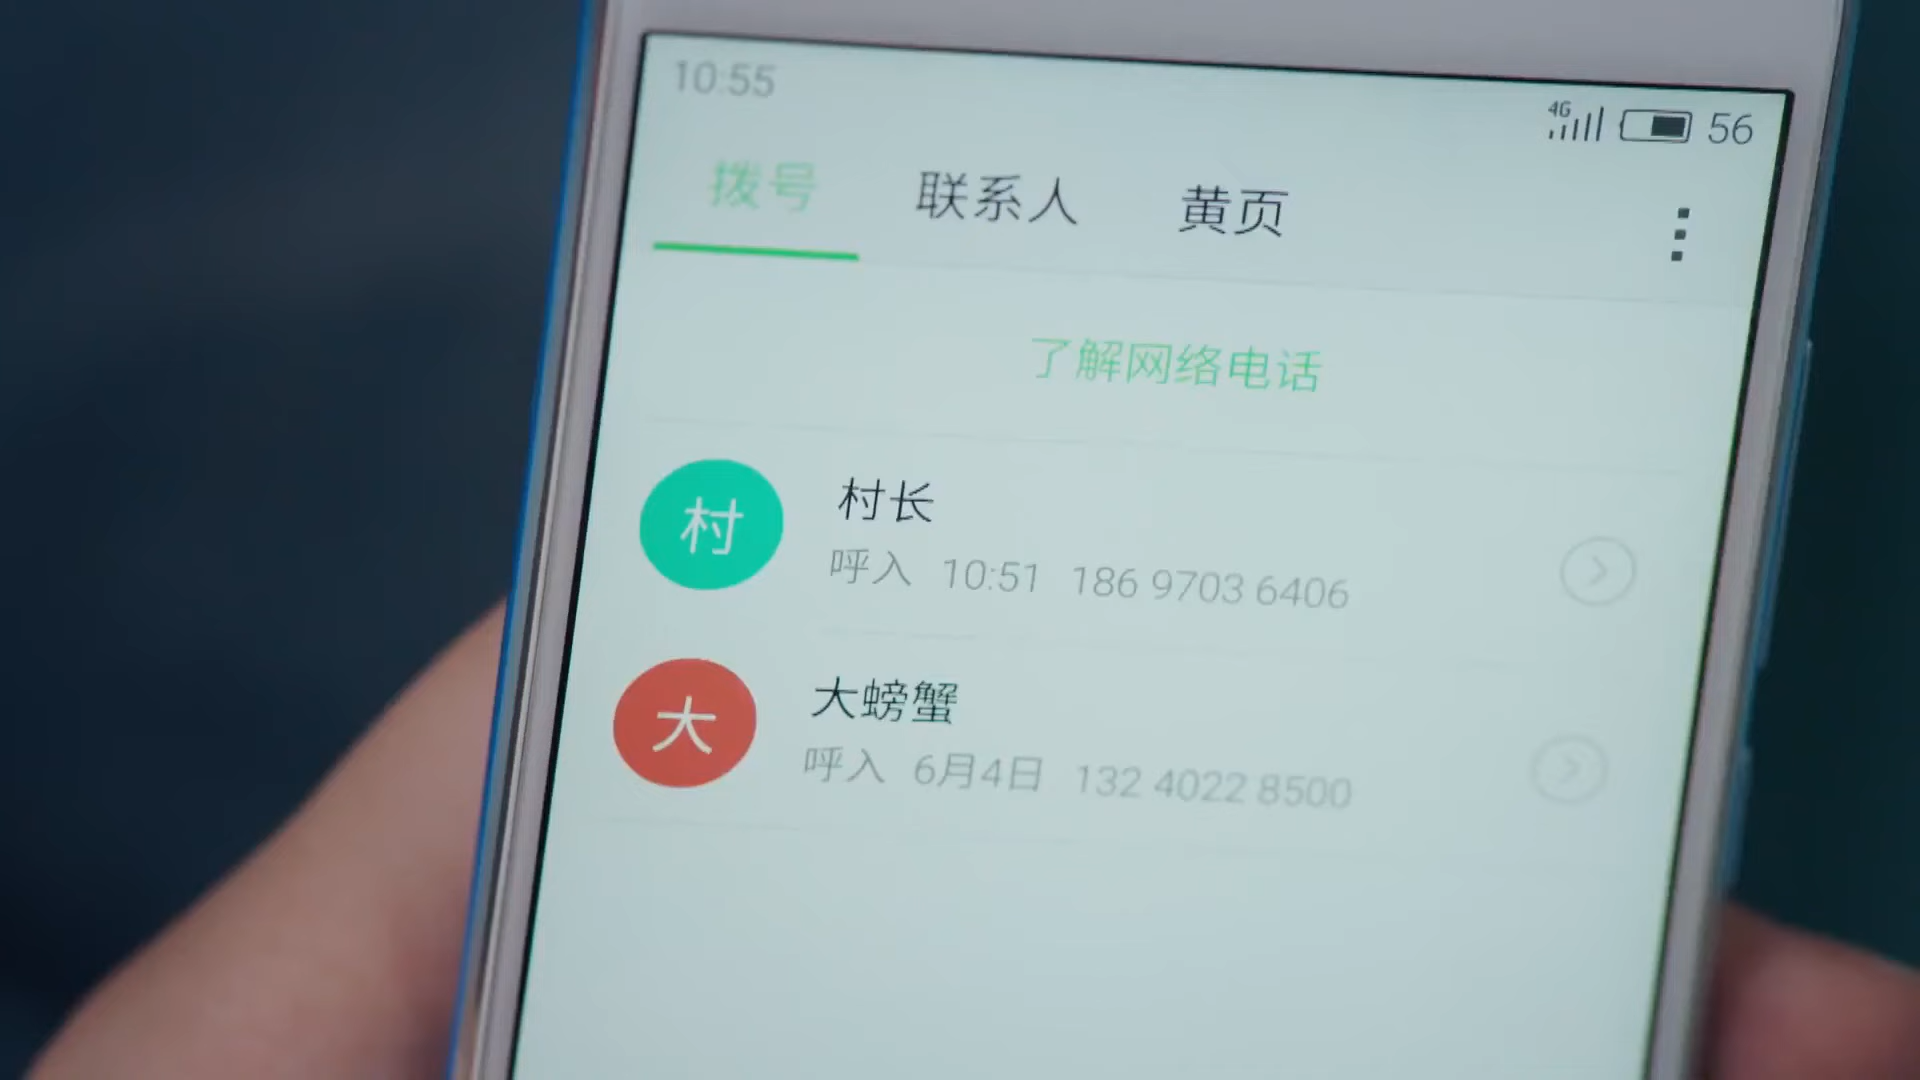 10:55
4G 56
拨号 联系人 黄页
了解网络电话
村 村长
呼入 10:51 186 9703 6406
大 大螃蟹
呼入 6月4日 132 4022 8500